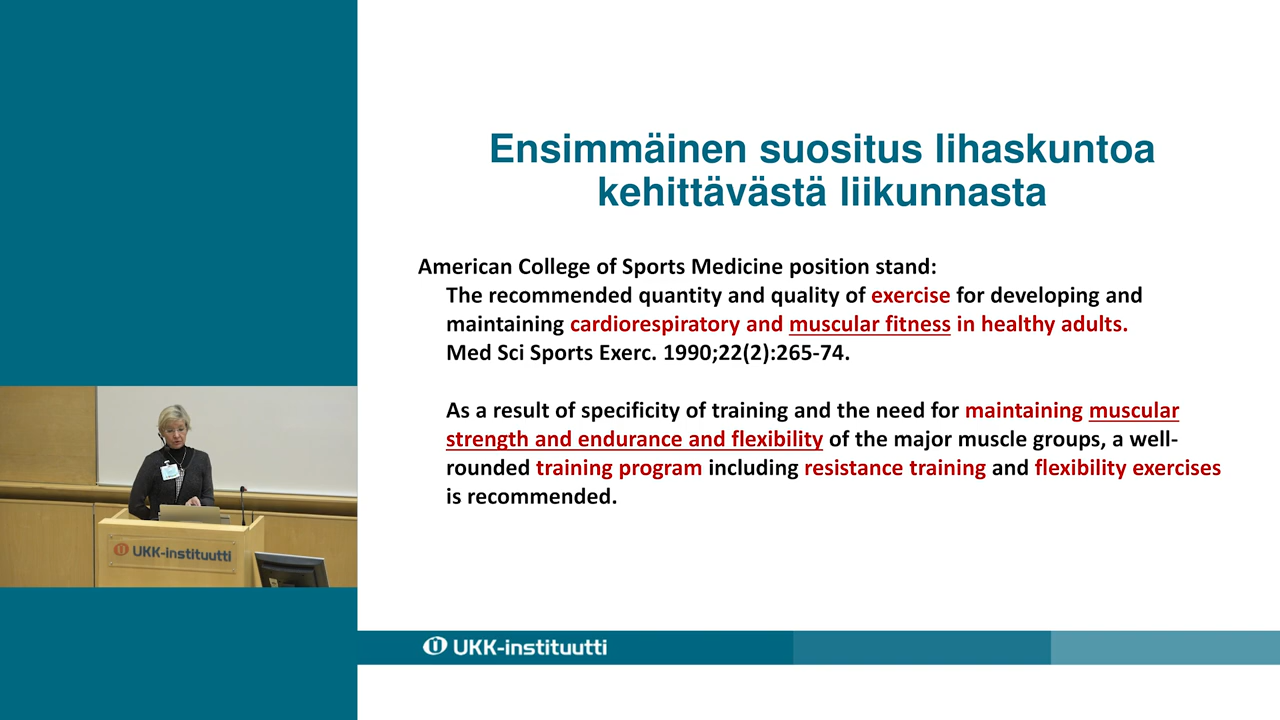 Ensimmäinen suositus lihaskuntoa
kehittävästä liikunnasta
American College of Sports Medicine position stand:
The recommended quantity and quality of exercise for developing and
maintaining cardiorespiratory and muscular fitness in healthy adults.
Med Sci Sports Exerc. 1990;22(2):265-74.
As a result of specificity of training and the need for maintaining muscular
strength and endurance and flexibility of the major muscle groups, a well-
rounded training program including resistance training and flexibility exercises
is recommended.
UKK-instituutti
UKK-instituutti